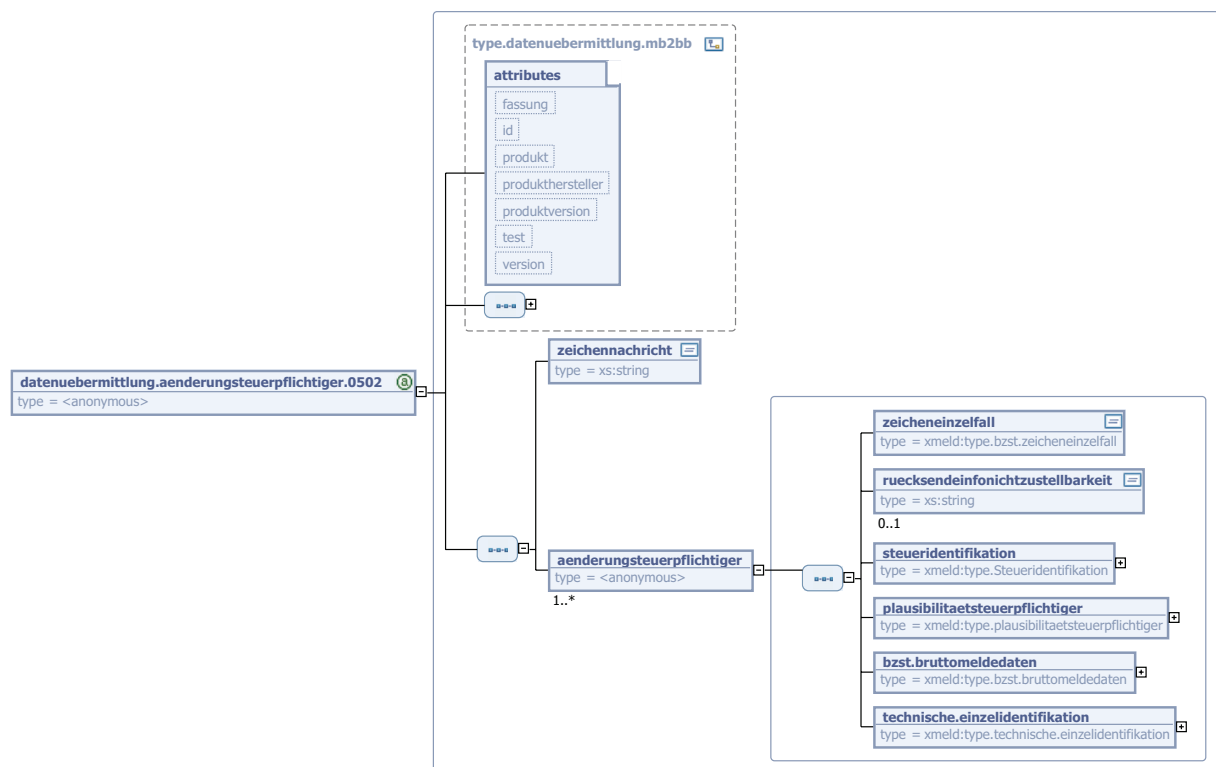 type.datenuebermittlung.mb2bb
attributes
fassung
id
produkt
produkthersteller
produktversion
test
version
zeichennachricht
type = xs:string
datenuebermittlung.aenderungsteuerpflichtiger.0502
type = <anonymous>
aenderungsteuerpflichtiger
type = <anonymous>
1..*
zeicheneinzelfall
type = xmeld:type.bzst.zeicheneinzelfall
ruecksendeinfonichtzustellbarkeit
type = xs:string
0..1
steueridentifikation
type = xmeld:type.Steueridentifikation
plausibilitaetsteuerpflichtiger
type = xmeld:type.plausibilitaetsteuerpflichtiger
bzst.bruttomeldedaten
type = xmeld:type.bzst.bruttomeldedaten
technische.einzelidentifikation
type = xmeld:type.technische.einzelidentifikation